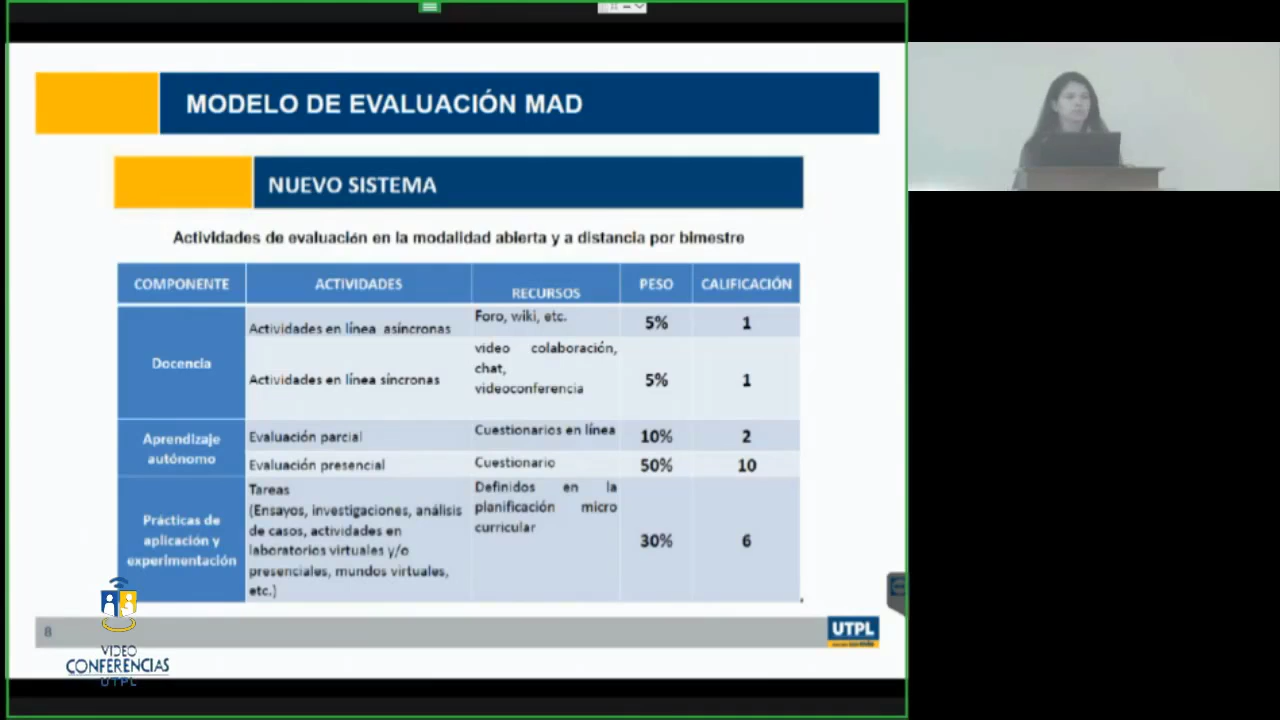 MODELO DE EVALUACIÓN MAD
NUEVO SISTEMA
Actividades de evaluación en la modalidad abierta y a distancia por bimestre
COMPONENTE ACTIVIDADES RECURSOS PESO CALIFICACIÓN
Docencia
Actividades en línea asíncronas
Foro, wiki, etc.
5% 1
Actividades en línea síncronas
video colaboración,
chat,
videoconferencia
5% 1
Aprendizaje
autónomo
Evaluación parcial
Cuestionarios en línea
10% 2
Evaluación presencial
Cuestionario
50% 10
Prácticas de
aplicación y
experimentación
Tareas
(Ensayos, investigaciones, análisis
de casos, actividades en
laboratorios virtuales y/o
presenciales, mundos virtuales,
etc.)
Definidos en la
planificación micro
curricular
30% 6
8
UTPL
VIDEO
CONFERENCIAS
UTPL